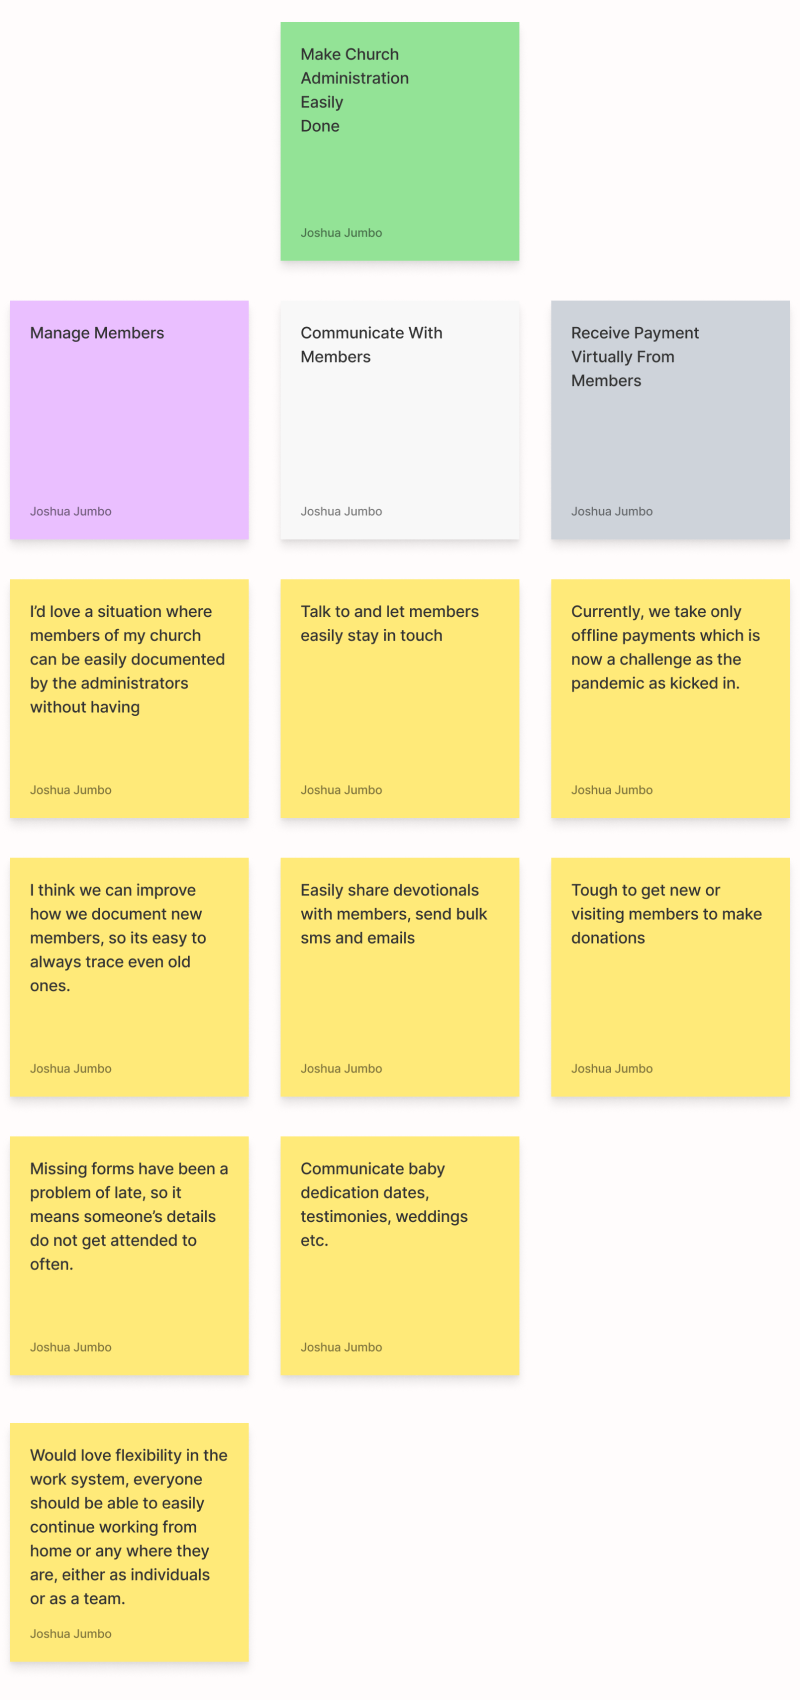 Make Church
Administration
Easily
Done
Joshua Jumbo
Manage Members
Joshua Jumbo
Communicate With
Members
Joshua Jumbo
Receive Payment
Virtually From
Members
Joshua Jumbo
I’d love a situation where
members of my church
can be easily documented
by the administrators
without having
Joshua Jumbo
Talk to and let members
easily stay in touch
Joshua Jumbo
Currently, we take only
offline payments which is
now a challenge as the
pandemic as kicked in.
Joshua Jumbo
I think we can improve
how we document new
members, so its easy to
always trace even old
ones.
Joshua Jumbo
Easily share devotionals
with members, send bulk
sms and emails
Joshua Jumbo
Tough to get new or
visiting members to make
donations
Joshua Jumbo
Missing forms have been a
problem of late, so it
means someone’s details
do not get attended to
often.
Joshua Jumbo
Communicate baby
dedication dates,
testimonies, weddings
etc.
Joshua Jumbo
Would love flexibility in the
work system, everyone
should be able to easily
continue working from
home or any where they
are, either as individuals
or as a team.
Joshua Jumbo